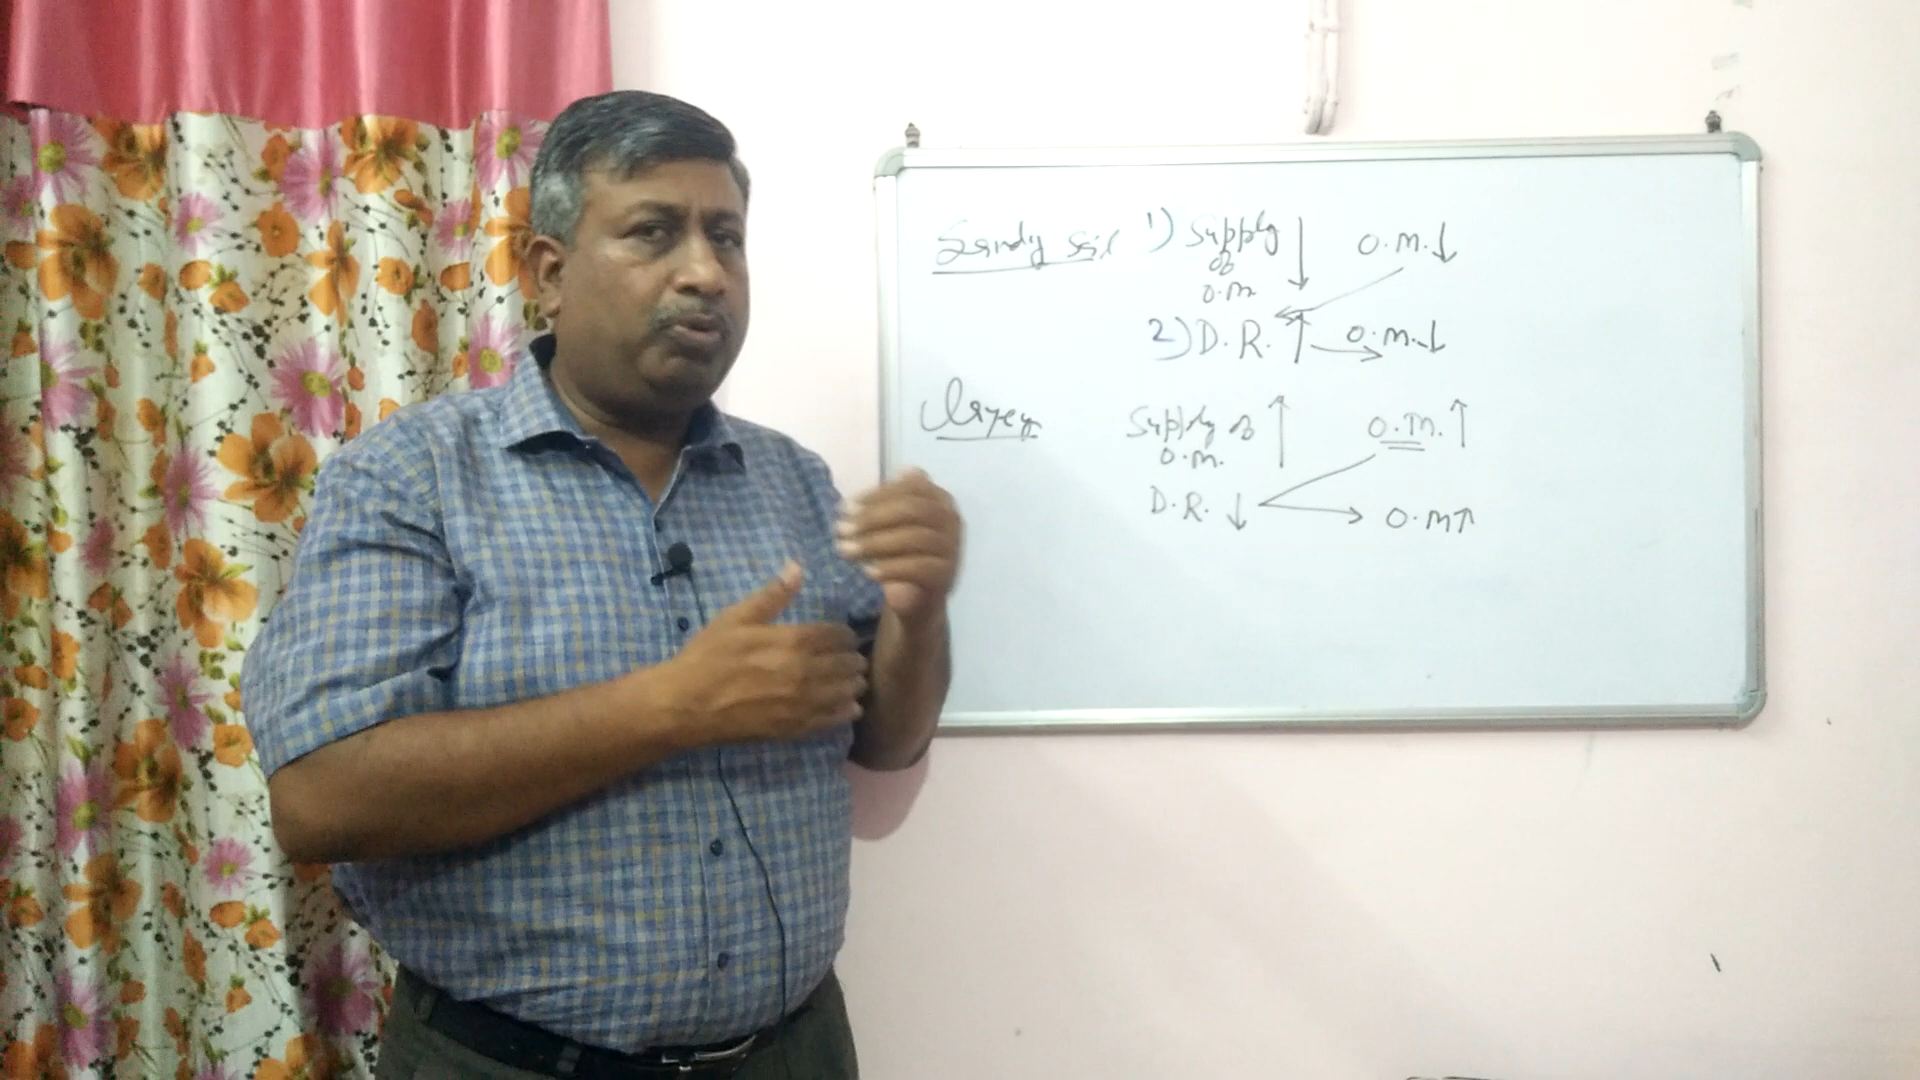 Sandy Soil 1) Supply ↓ O.M.↓
of
O.M
2) D.R. ↑ → O.M.↓
Clayey Supply of ↑ O.M.↑
O.M.
D.R. ↓ → O.M↑